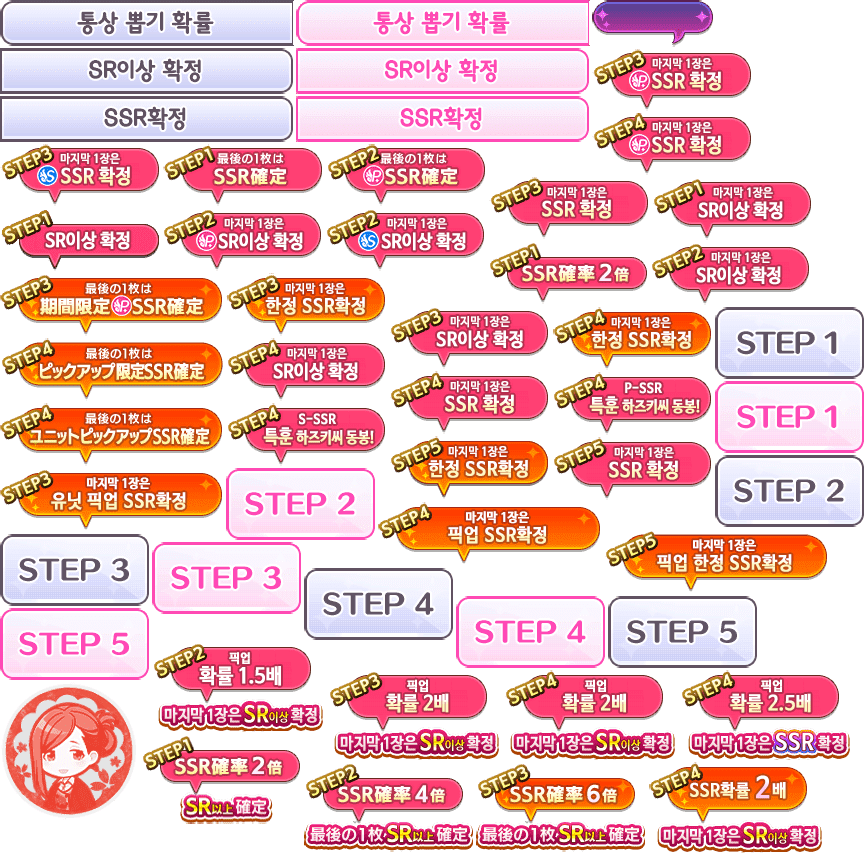 통상 뽑기 확률
통상 뽑기 확률
SR이상 확정
SR이상 확정
SSR확정
SSR확정
STEP3
마지막 1장은
P SSR 확정
STEP4
마지막 1장은
P SSR 확정
STEP3
마지막 1장은
S SSR 확정
STEP1
最後の1枚は
SSR確定
STEP2
最後の1枚は
P SSR確定
STEP3
마지막 1장은
SSR 확정
STEP1
마지막 1장은
SR이상 확정
STEP1
SR이상 확정
STEP2
마지막 1장은
P SR이상 확정
STEP2
마지막 1장은
S SR이상 확정
STEP1
SSR確率2倍
STEP2
마지막 1장은
SR이상 확정
STEP3
最後の1枚は
期間限定P SSR確定
STEP3
마지막 1장은
한정 SSR확정
STEP3
마지막 1장은
SR이상 확정
STEP4
마지막 1장은
한정 SSR확정
STEP 1
STEP4
最後の1枚は
ピックアップ限定SSR確定
STEP4
마지막 1장은
SR이상 확정
STEP4
마지막 1장은
SSR 확정
STEP4
P-SSR
특훈 하즈키씨 동봉!
STEP 1
STEP4
最後の1枚は
ユニットピックアップSSR確定
STEP4
S-SSR
특훈 하즈키씨 동봉!
STEP5
마지막 1장은
한정 SSR확정
STEP5
마지막 1장은
SSR 확정
STEP 2
STEP3
마지막 1장은
유닛 픽업 SSR확정
STEP 2
STEP4
마지막 1장은
픽업 SSR확정
STEP5
마지막 1장은
픽업 한정 SSR확정
STEP 3
STEP 3
STEP 4
STEP 4
STEP 5
STEP 5
STEP2
픽업
확률 1.5배
마지막1장은SR이상 확정
STEP3
픽업
확률 2배
마지막1장은SR이상 확정
STEP4
픽업
확률 2배
마지막1장은SR이상 확정
STEP4
픽업
확률 2.5배
마지막1장은SSR 확정
STEP1
SSR確率2倍
SR以上確定
STEP2
SSR確率4倍
最後の1枚SR以上確定
STEP3
SSR確率6倍
最後の1枚SR以上確定
STEP4
SSR확률 2배
마지막1장은SR이상 확정